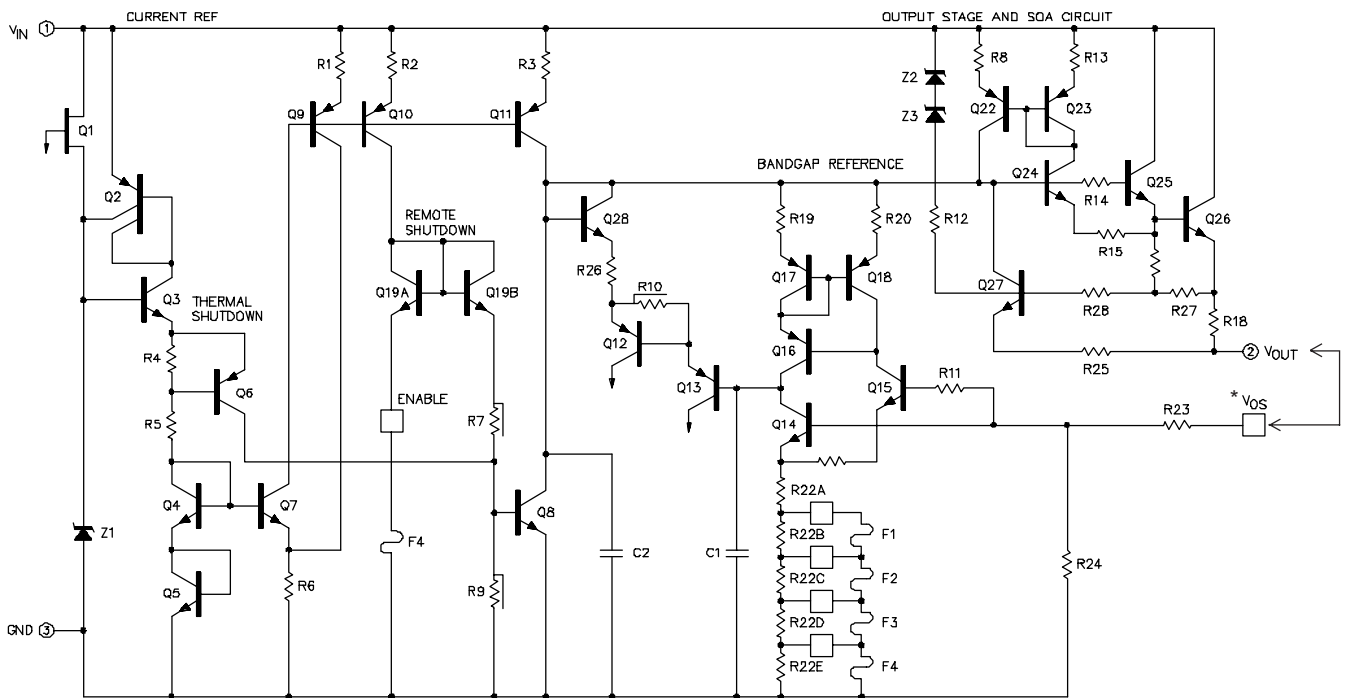 CURRENT REF
OUTPUT STAGE AND SOA CIRCUIT
VIN 1
R1
R2
R3
Z2
R8
R13
Q1
Q9
Q10
Q11
Z3
Q22
Q23
BANDGAP REFERENCE
Q2
REMOTE
SHUTDOWN
Q28
R19
R20
R12
Q24
R14
Q25
Q26
R15
Q3
THERMAL
SHUTDOWN
Q19A
Q19B
R26
R10
Q17
Q18
Q27
R28
R27
R18
R4
Q6
Q12
Q16
R25
2 VOUT
R5
ENABLE
R7
Q13
Q14
Q15
R11
R23
* VOS
Q4
Q7
Q8
R22A
Z1
F4
R22B
F1
C2
C1
R22C
F2
R24
Q5
R6
R9
R22D
F3
GND 3
R22E
F4